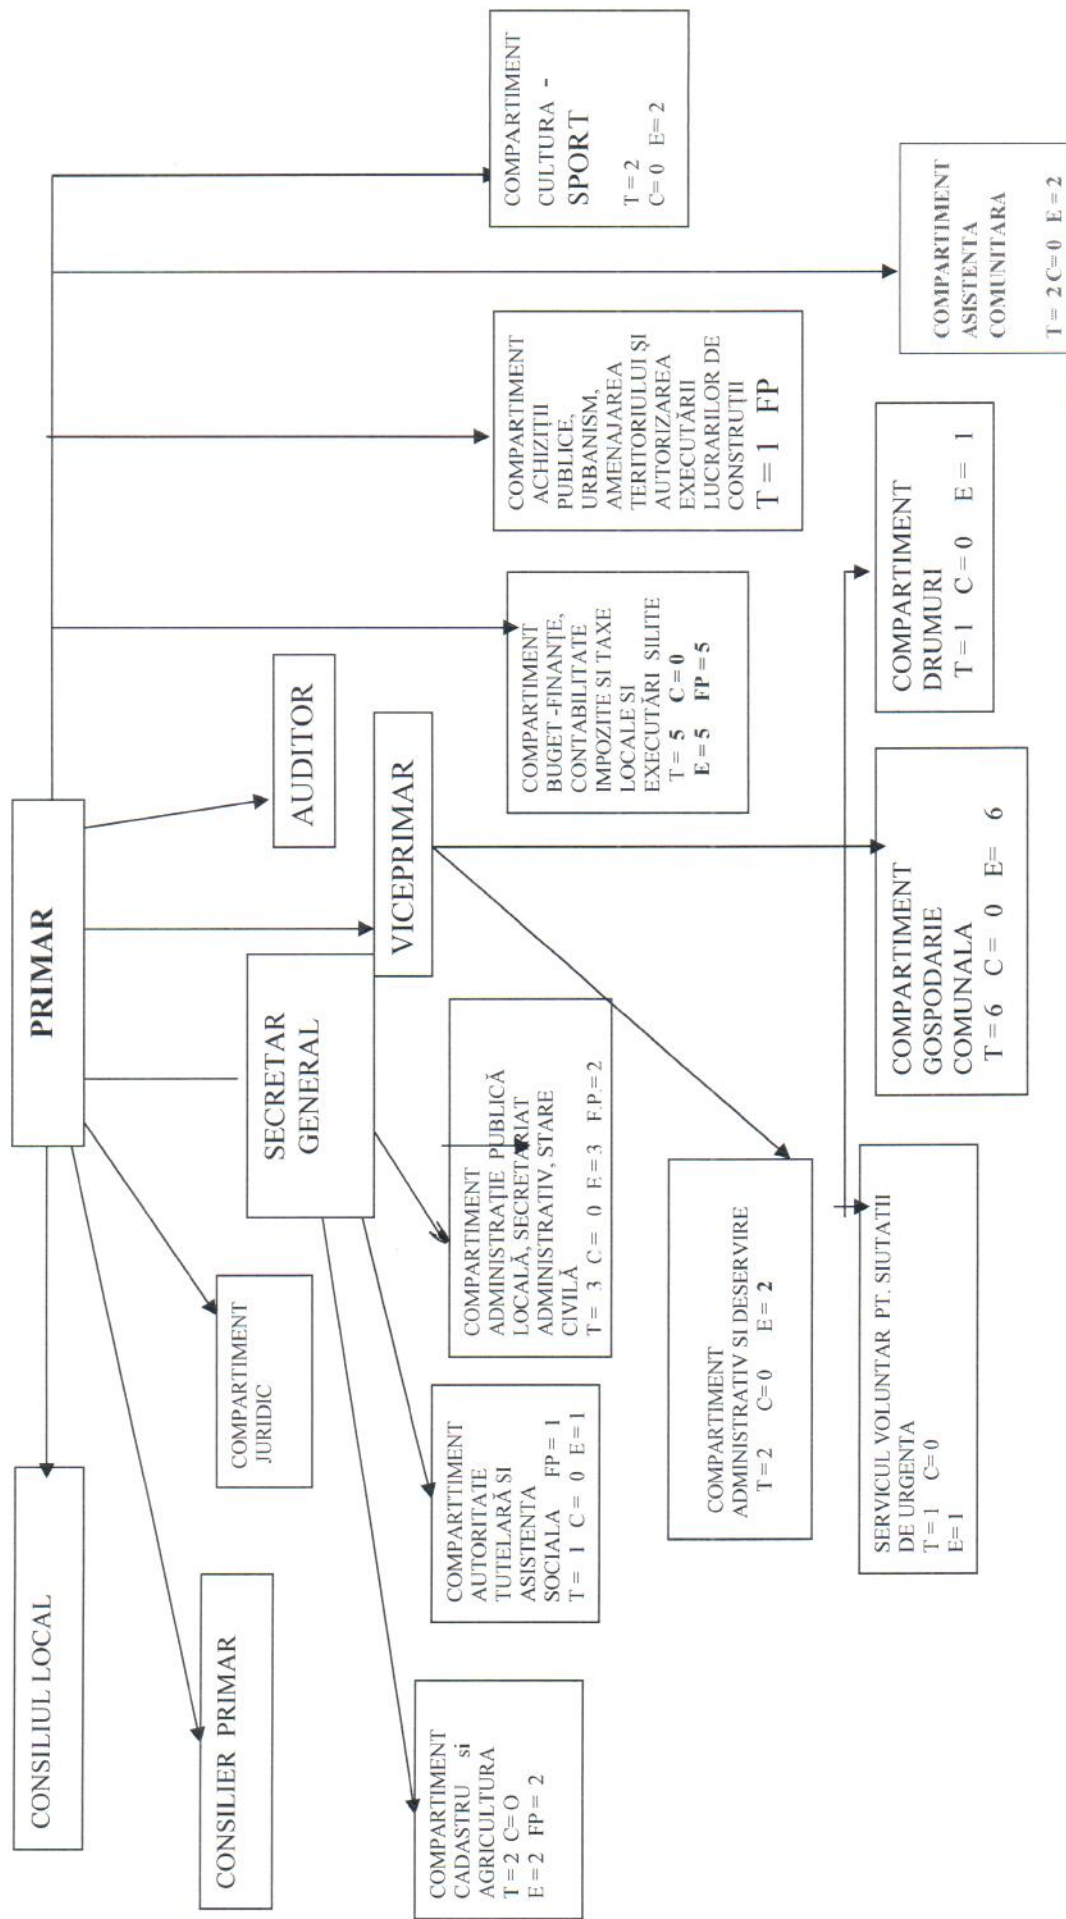 CONSILIUL LOCAL
PRIMAR
CONSILIER PRIMAR
COMPARTIMENT
JURIDIC
SECRETAR
GENERAL
AUDITOR
VICEPRIMAR
COMPARTIMENT
CADASTRU si
AGRICULTURA
T = 2 C=O
E = 2 FP = 2
COMPARTTIMENT
AUTORITATE
TUTELARĂ SI
ASISTENTA
SOCIALA FP = 1
T = 1 C = 0 E = 1
COMPARTIMENT
ADMINISTRAȚIE PUBLICĂ
LOCALĂ, SECRETARIAT
ADMINISTRATIV, STARE
CIVILĂ
T = 3 C = 0 E = 3 F.P.= 2
COMPARTIMENT
BUGET -FINANȚE,
CONTABILITATE
IMPOZITE SI TAXE
LOCALE SI
EXECUTĂRI SILITE
T = 5 C = 0
E = 5 FP = 5
COMPARTIMENT
ACHIZIȚII
PUBLICE,
URBANISM,
AMENAJAREA
TERITORIULUI ŞI
AUTORIZAREA
EXECUTĂRII
LUCRARILOR DE
CONSTRUȚII
T = 1 FP
COMPARTIMENT
CULTURA -
SPORT
T = 2
C= 0 E= 2
COMPARTIMENT
ADMINISTRATIV SI DESERVIRE
T = 2 C= 0 E = 2
SERVICUL VOLUNTAR PT. SIUTATII
DE URGENTA
T = 1 C=0
E= 1
COMPARTIMENT
GOSPODARIE
COMUNALA
T = 6 C = 0 E= 6
COMPARTIMENT
DRUMURI
T = 1 C = 0 E = 1
COMPARTIMENT
ASISTENTA
COMUNITARA
T = 2 C= 0 E = 2